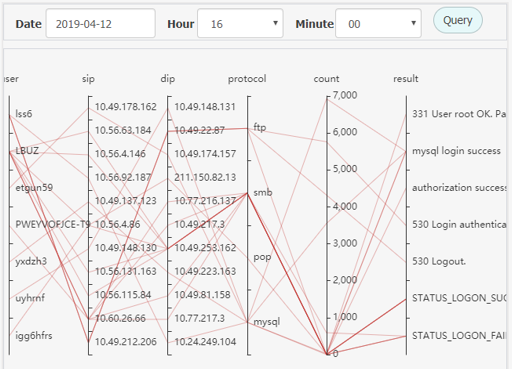 Date 2019-04-12 Hour 16 Minute 00 Query
user sip dip protocol count result
lss6
LBUZ
etgun59
PWEYVOFJCE-T9
yxdzh3
uyhrnf
igg6hfrs
10.49.178.162
10.56.63.184
10.56.4.146
10.56.92.187
10.49.137.123
10.56.4.86
10.49.148.130
10.56.131.163
10.56.115.84
10.60.26.66
10.49.212.206
10.49.148.131
10.49.22.87
10.49.174.157
211.150.82.13
10.77.216.137
10.49.217.3
10.49.253.162
10.49.223.163
10.49.81.158
10.77.217.3
10.24.249.104
ftp
smb
pop
mysql
7,000
6,000
5,000
4,000
3,000
2,000
1,000
0
331 User root OK. Pa
mysql login success
authorization success
530 Login authentica
530 Logout.
STATUS_LOGON_SUC
STATUS_LOGON_FAI